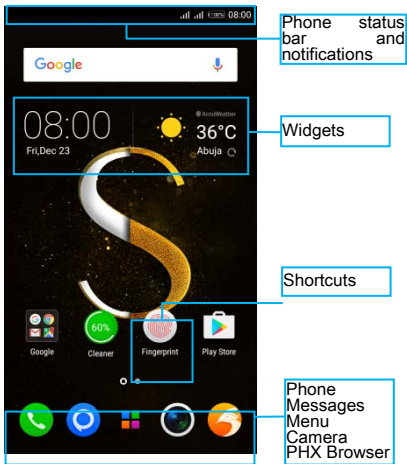 100% 08:00
Phone status
bar and
notifications
Google
08:00
Fri,Dec 23
AccuWeather
36°C
Abuja
Widgets
S
Shortcuts
60%
Google
Cleaner
Fingerprint
Play Store
Phone
Messages
Menu
Camera
PHX Browser